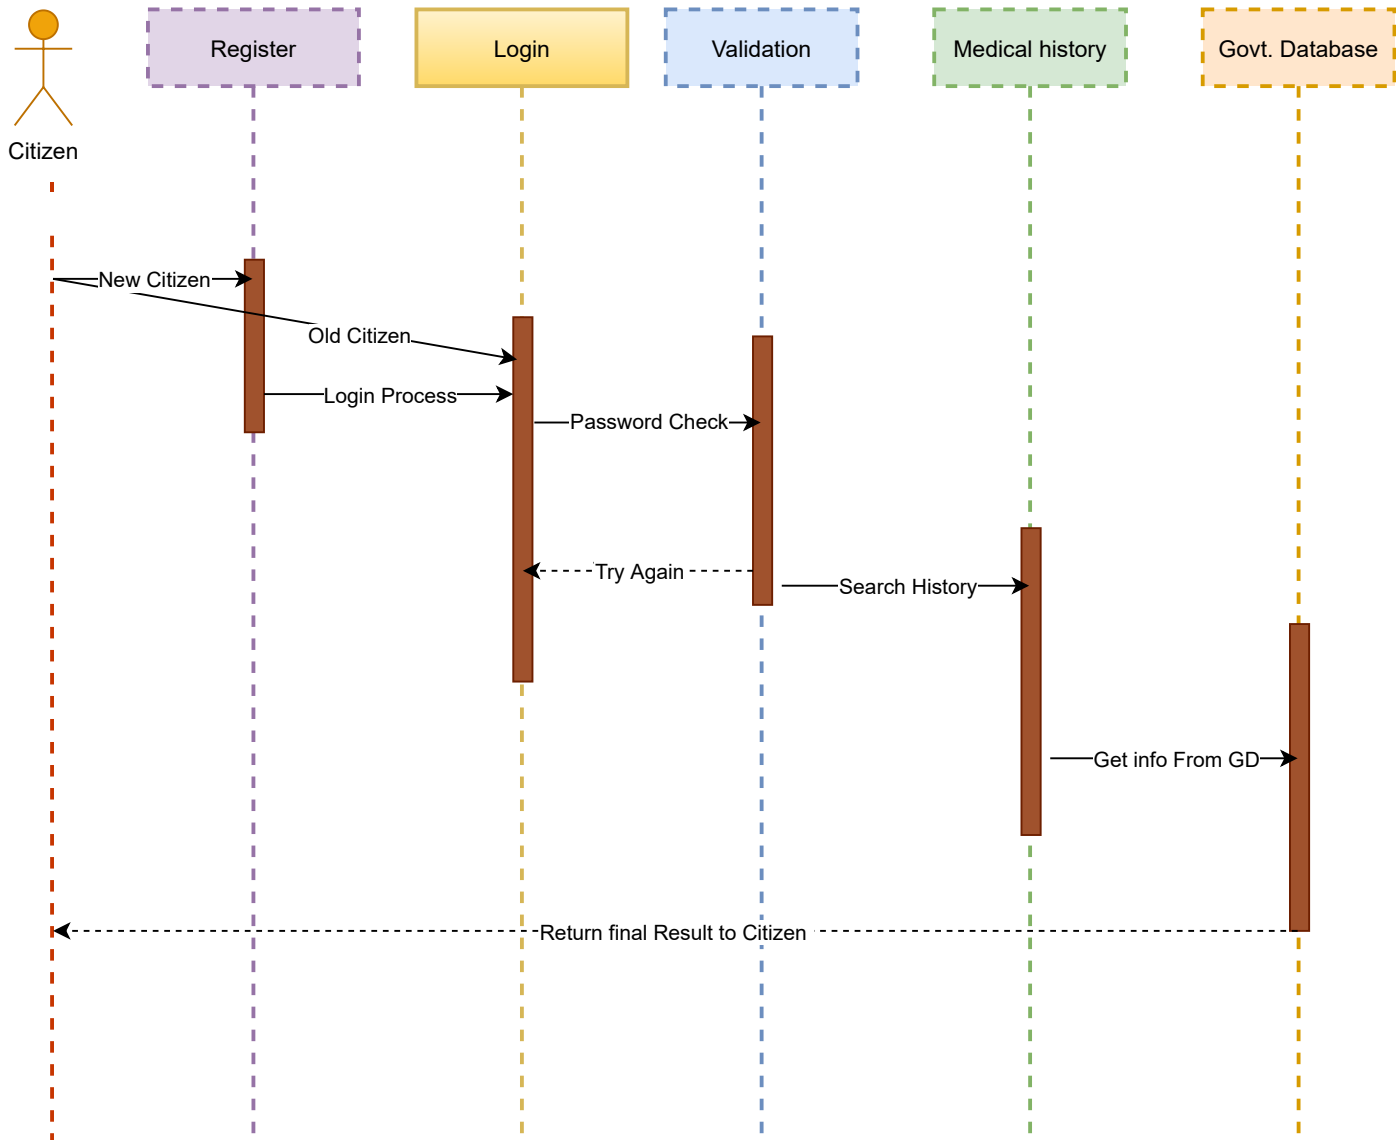 Citizen
Register
Login
Validation
Medical history
Govt. Database
New Citizen
Old Citizen
Login Process
Password Check
Try Again
Search History
Get info From GD
Return final Result to Citizen